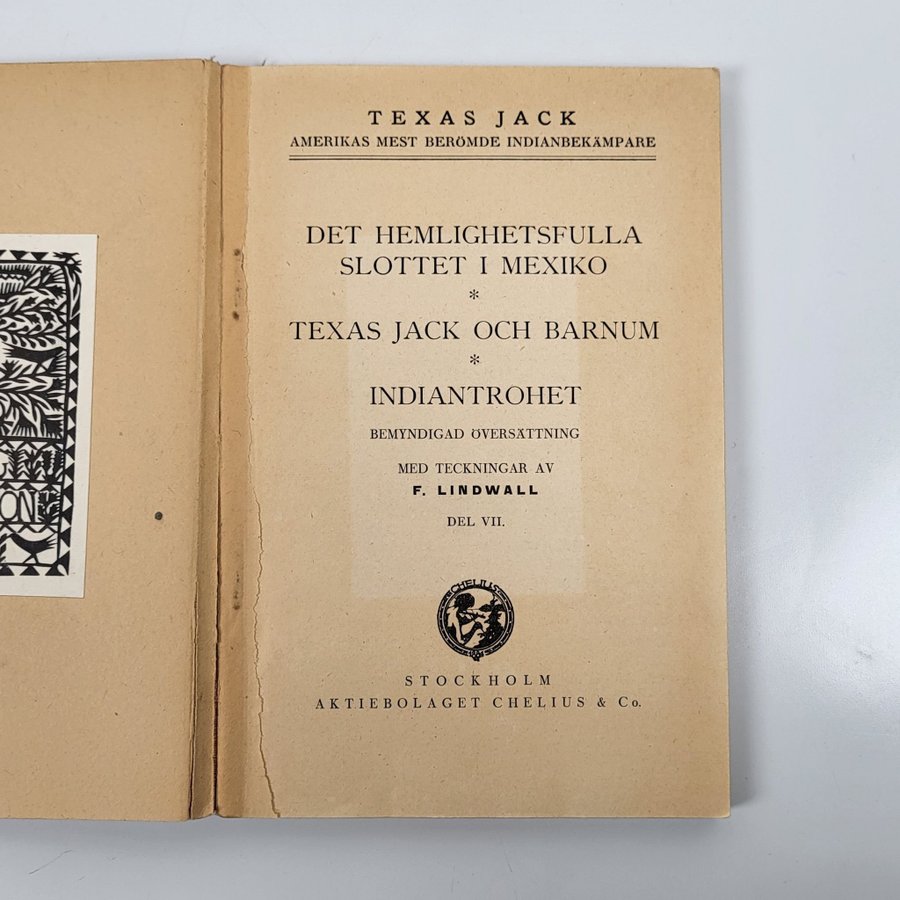 TEXAS JACK
AMERIKAS MEST BERÖMDE INDIANBEKÄMPARE
DET HEMLIGHETSFULLA
SLOTTET I MEXIKO
*
TEXAS JACK OCH BARNUM
*
INDIANTROHET
BEMYNDIGAD ÖVERSÄTTNING
MED TECKNINGAR AV
F. LINDWALL
DEL VII.
CHELIUS
STOCKHOLM
AKTIEBOLAGET CHELIUS & Co.